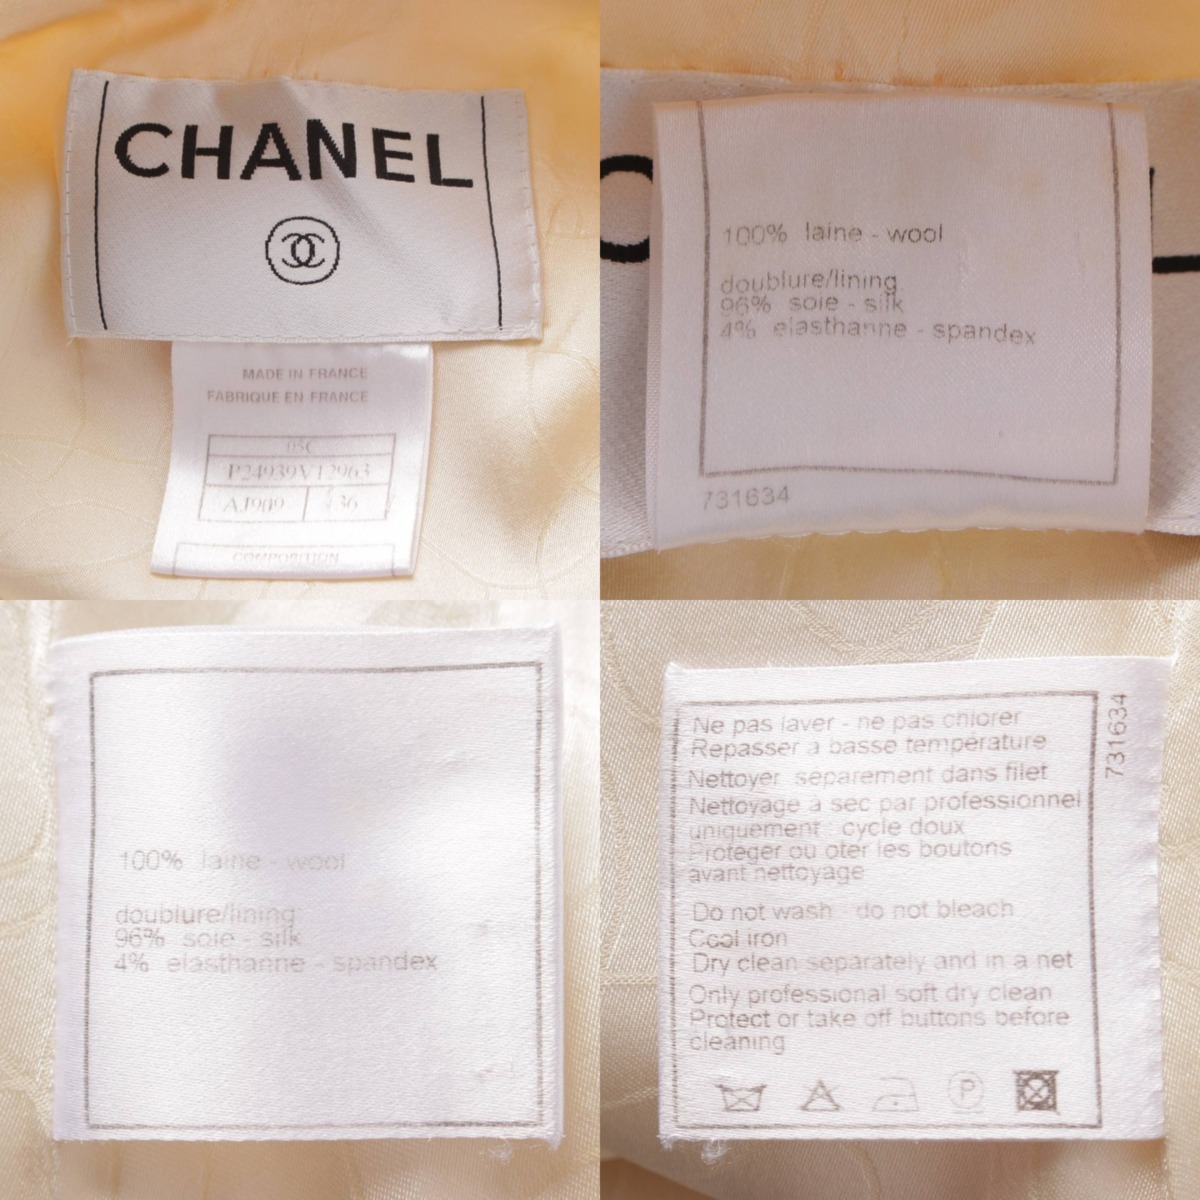 CHANEL
MADE IN FRANCE
FABRIQUE EN FRANCE
05C
P24939V12963
AJ909 36
COMPOSITION
100% laine - wool
doublure/lining
96% soie - silk
4% elasthanne - spandex
731634
100% laine - wool
doublure/lining
96% soie - silk
4% elasthanne - spandex
Ne pas laver - ne pas chlorer
Repasser à basse température
Nettoyer separement dans filet
Nettoyage à sec par professionnel
uniquement : cycle doux
Proteger ou oter les boutons
avant nettoyage
Do not wash - do not bleach
Cool iron
Dry clean separately and in a net
Only professional soft dry clean
Protect or take off buttons before
cleaning
P
731634